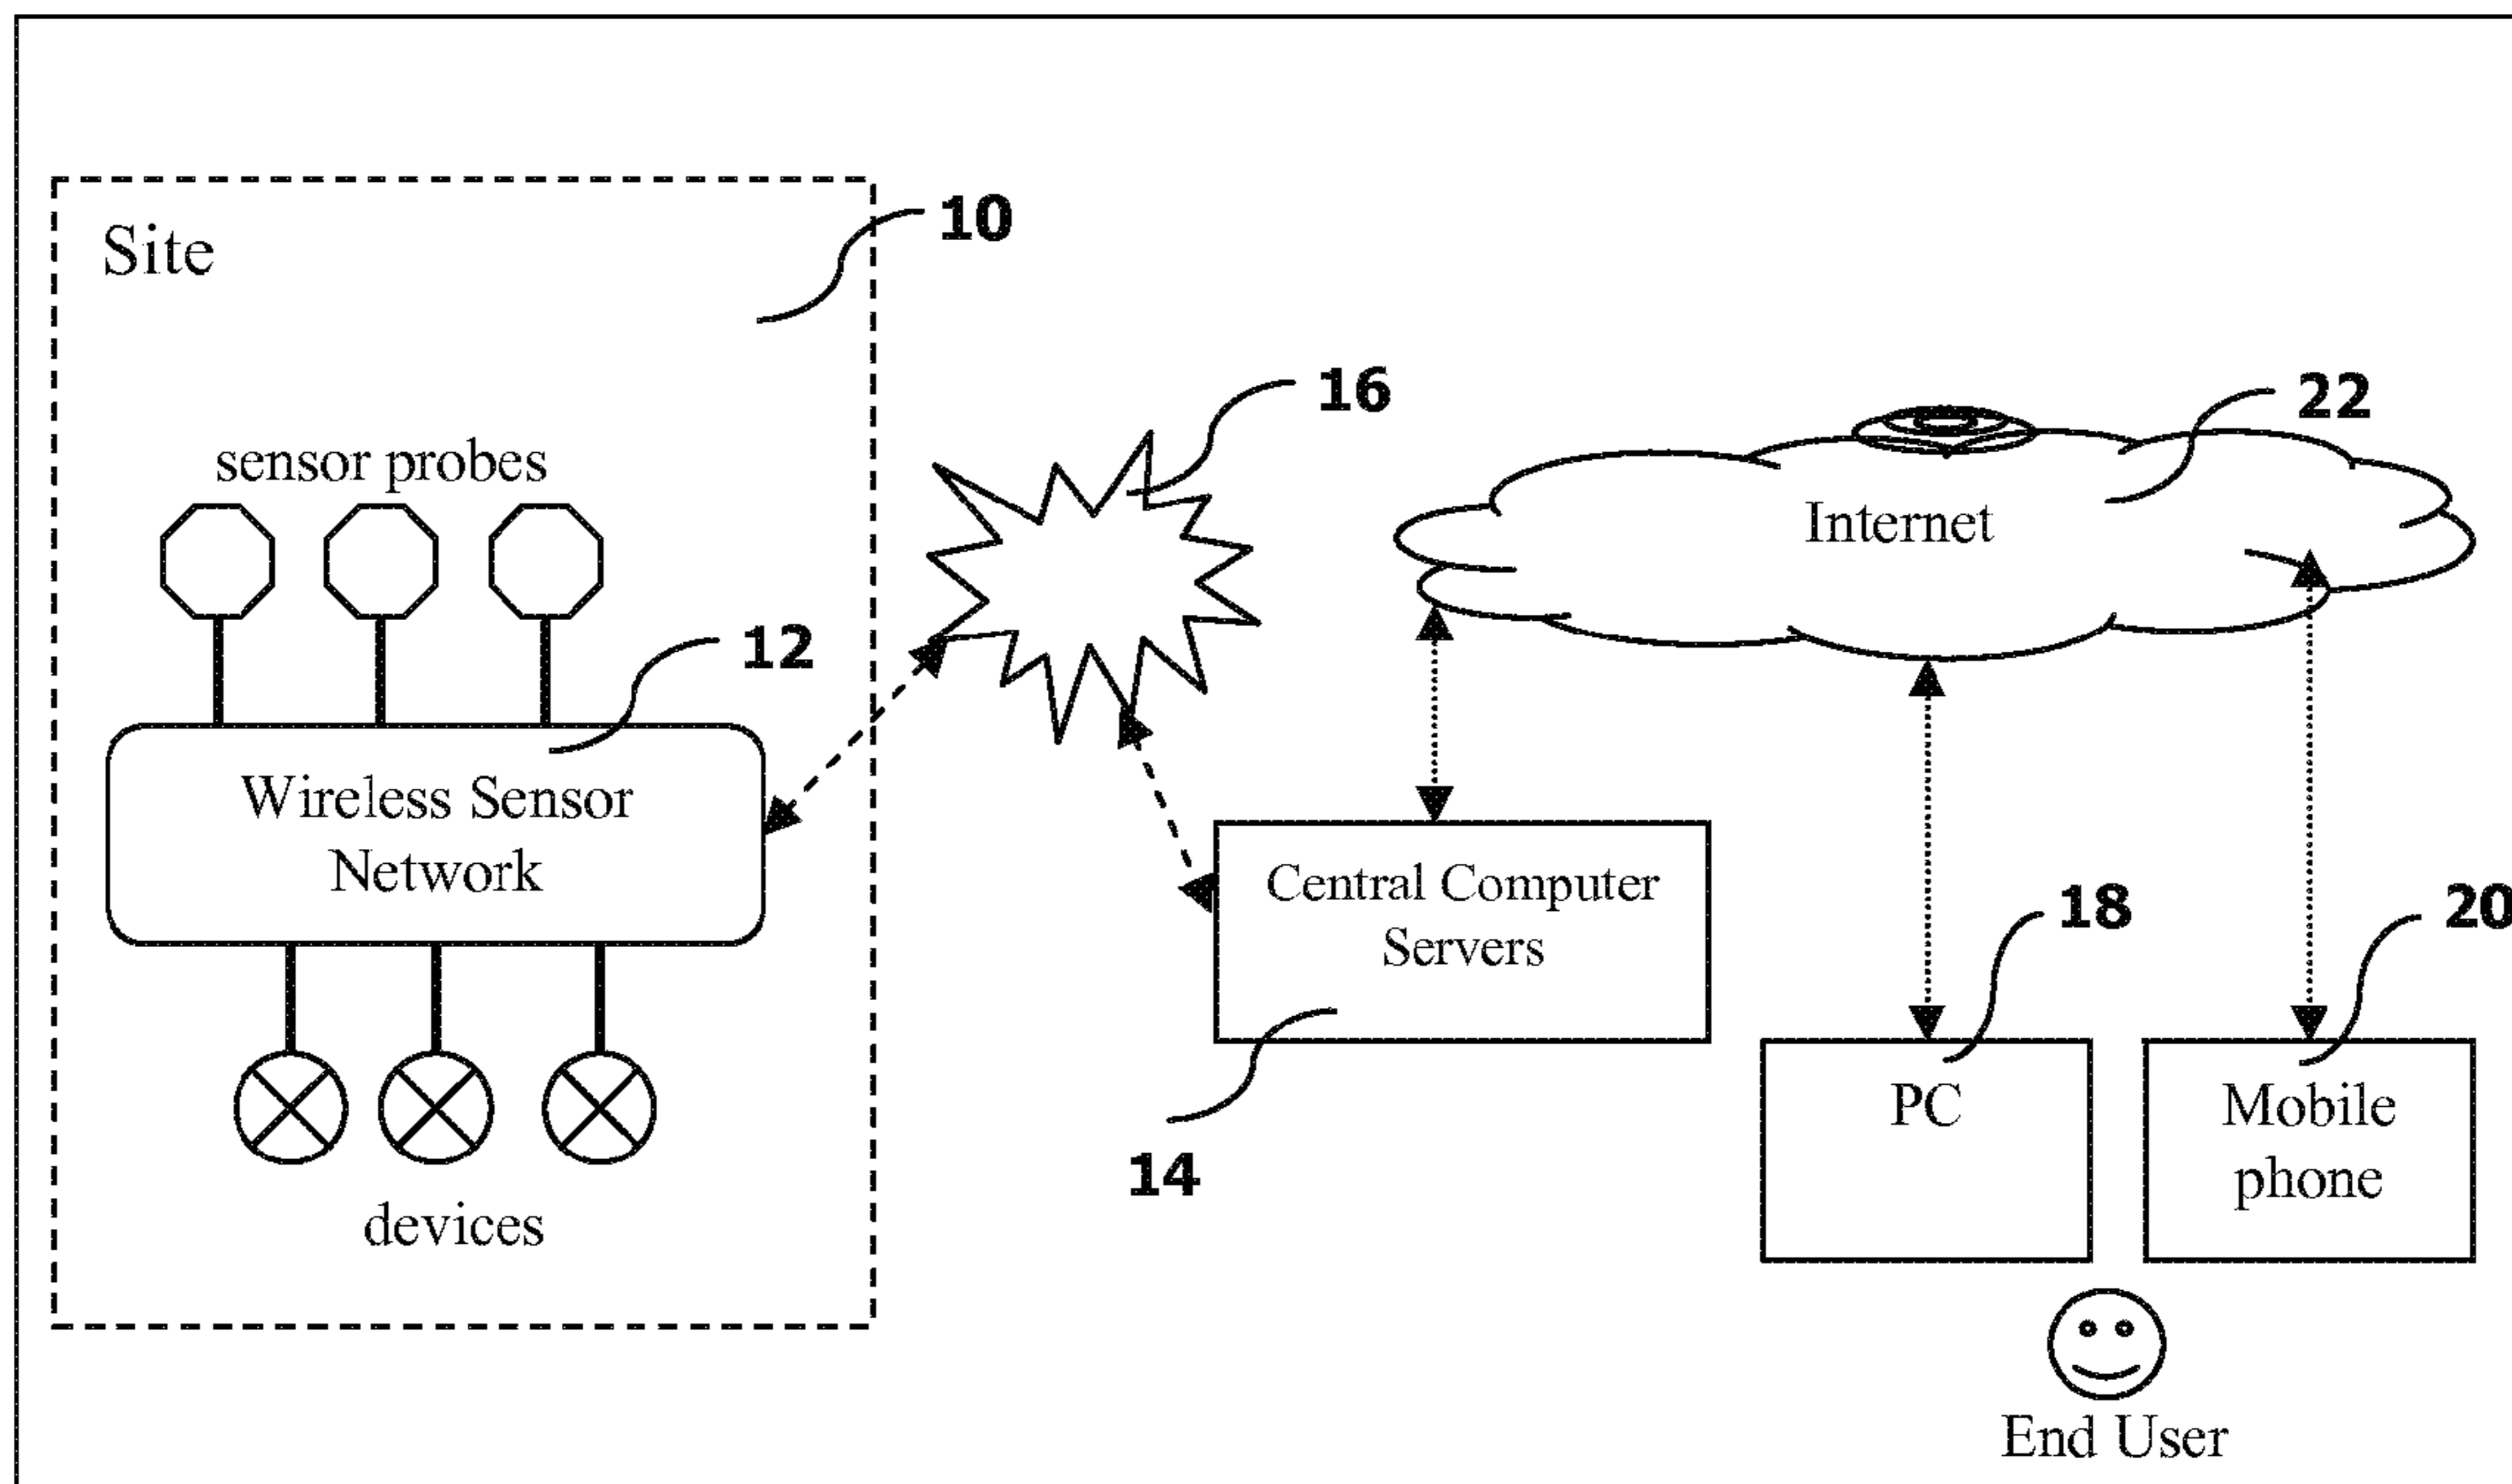 Site
10
16
22
sensor probes
Internet
12
Wireless Sensor
Network
Central Computer
Servers
18
20
PC
Mobile
phone
14
devices
End User